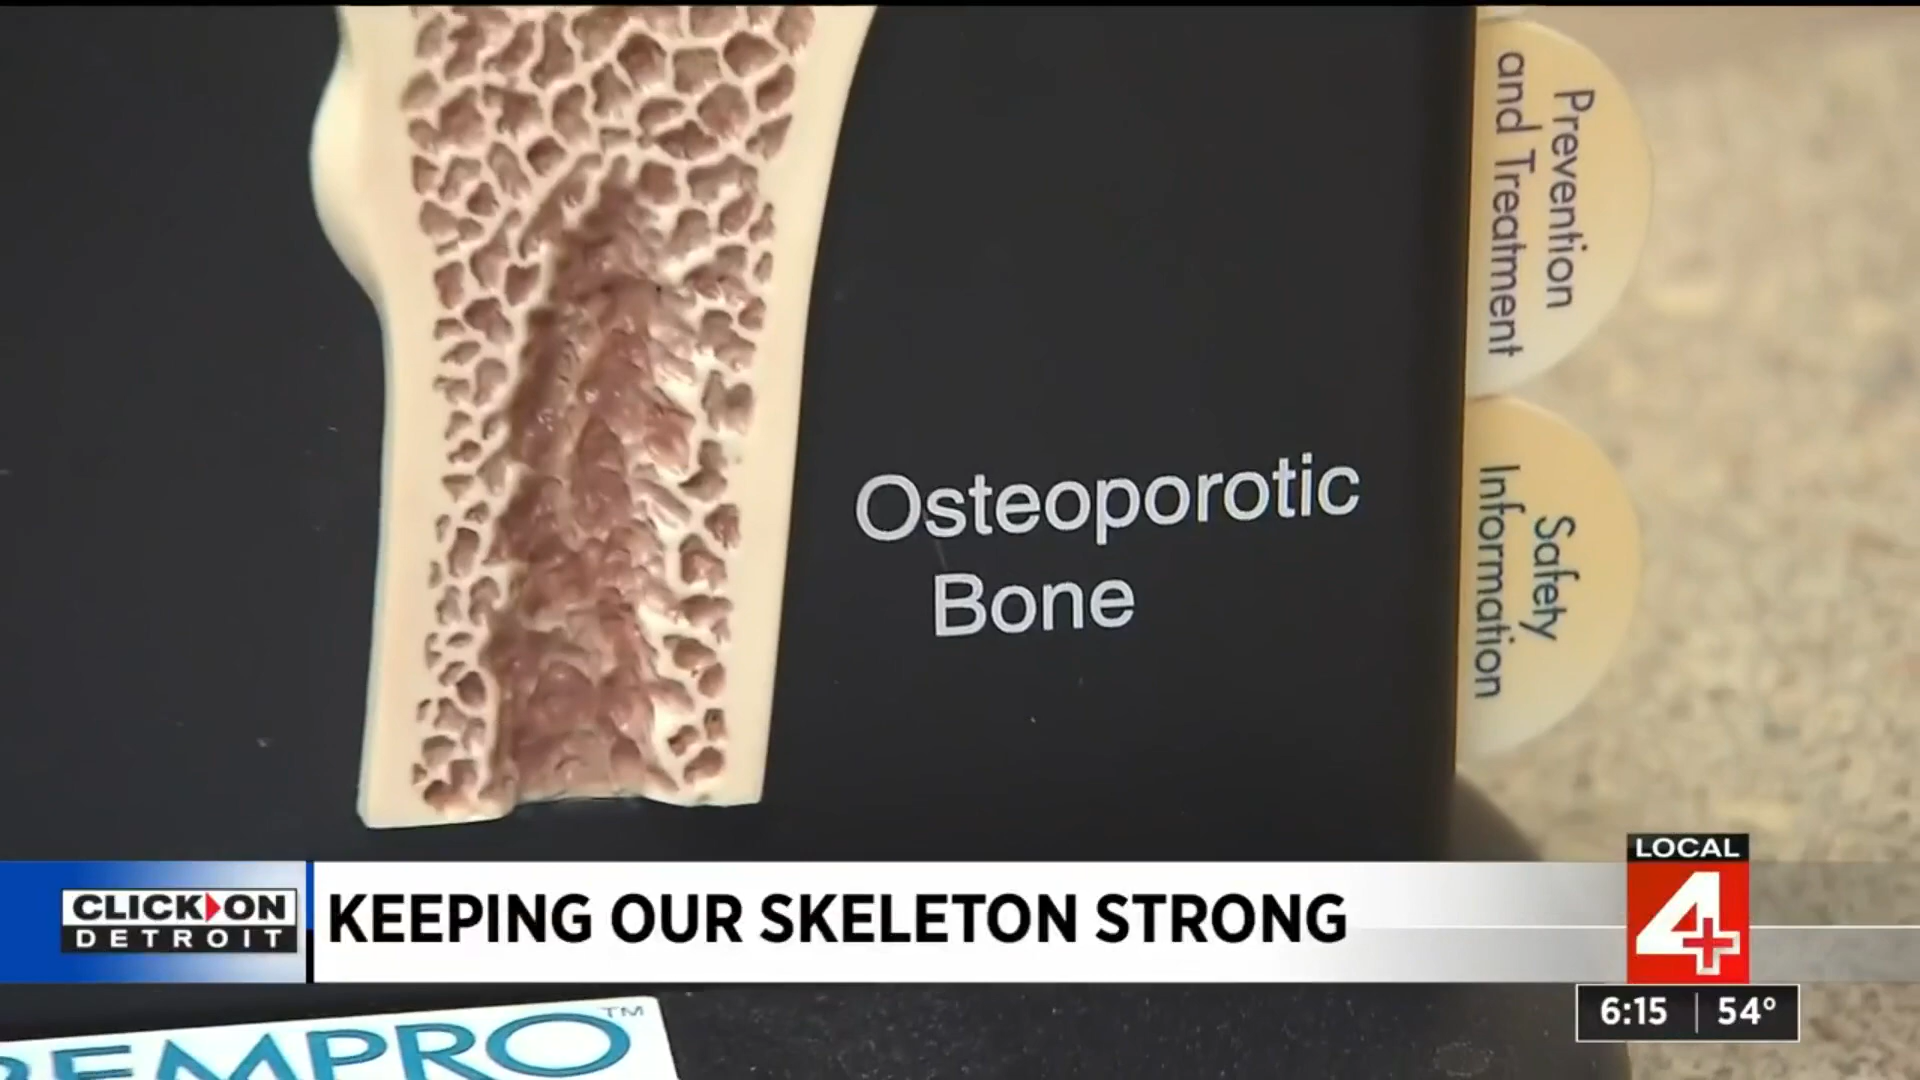 Prevention
and Treatment
Osteoporotic
Bone
Safety
Information
LOCAL
4
CLICK ON
DETROIT
KEEPING OUR SKELETON STRONG
6:15 54°
EMPRO™